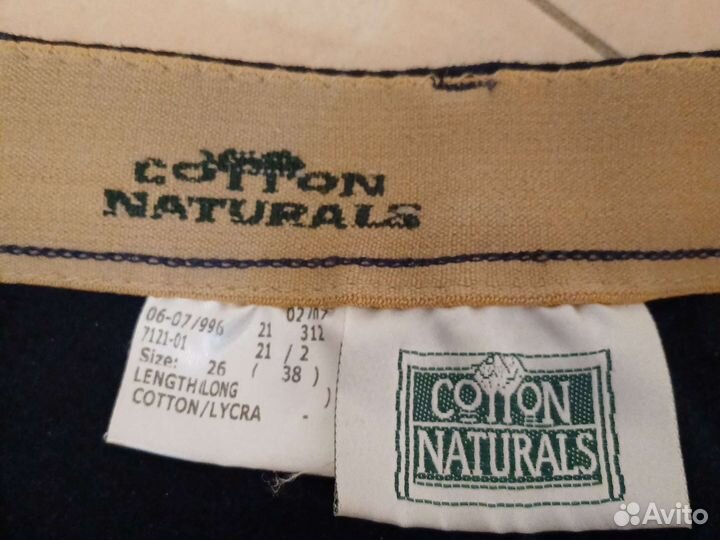 COTTON
NATURALS
06-07/996 02/02
7121-01 21 312
Size: 21 / 2
26 ( 38 )
LENGTH(LONG )
COTTON/LYCRA -
COTTON
NATURALS
Avito